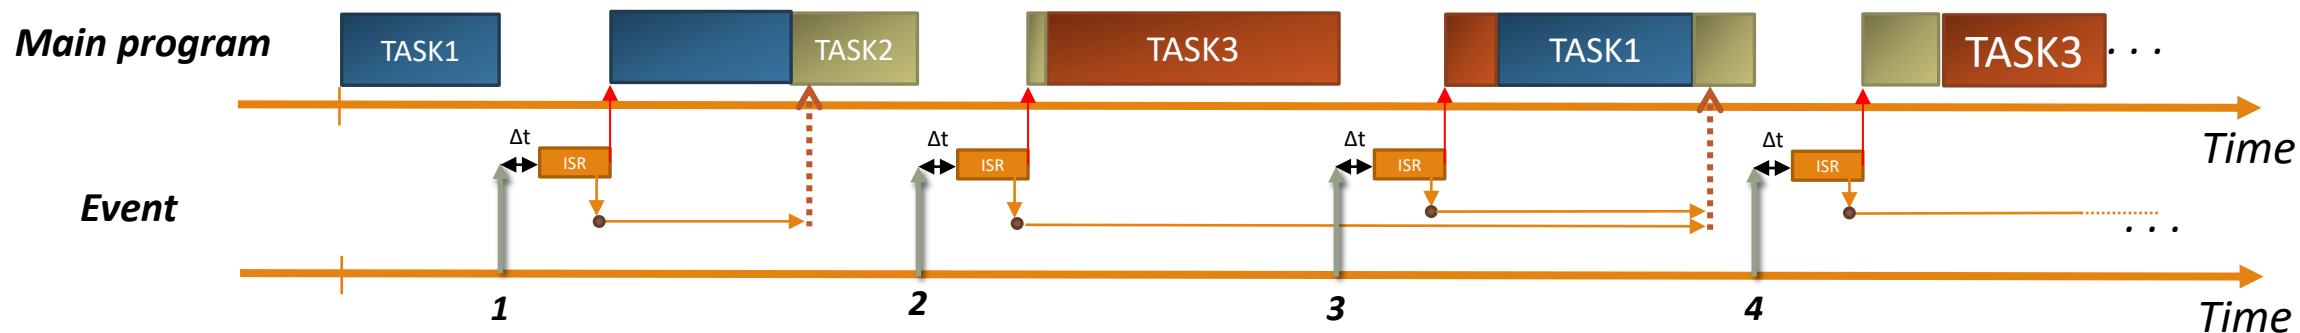 Main program
TASK1
TASK2
TASK3
TASK1
TASK3
. . .
Time
Δt
ISR
Δt
ISR
Δt
ISR
Δt
ISR
Event
. . .
1
2
3
4
Time